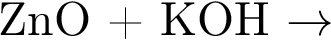 ZnO + KOH →